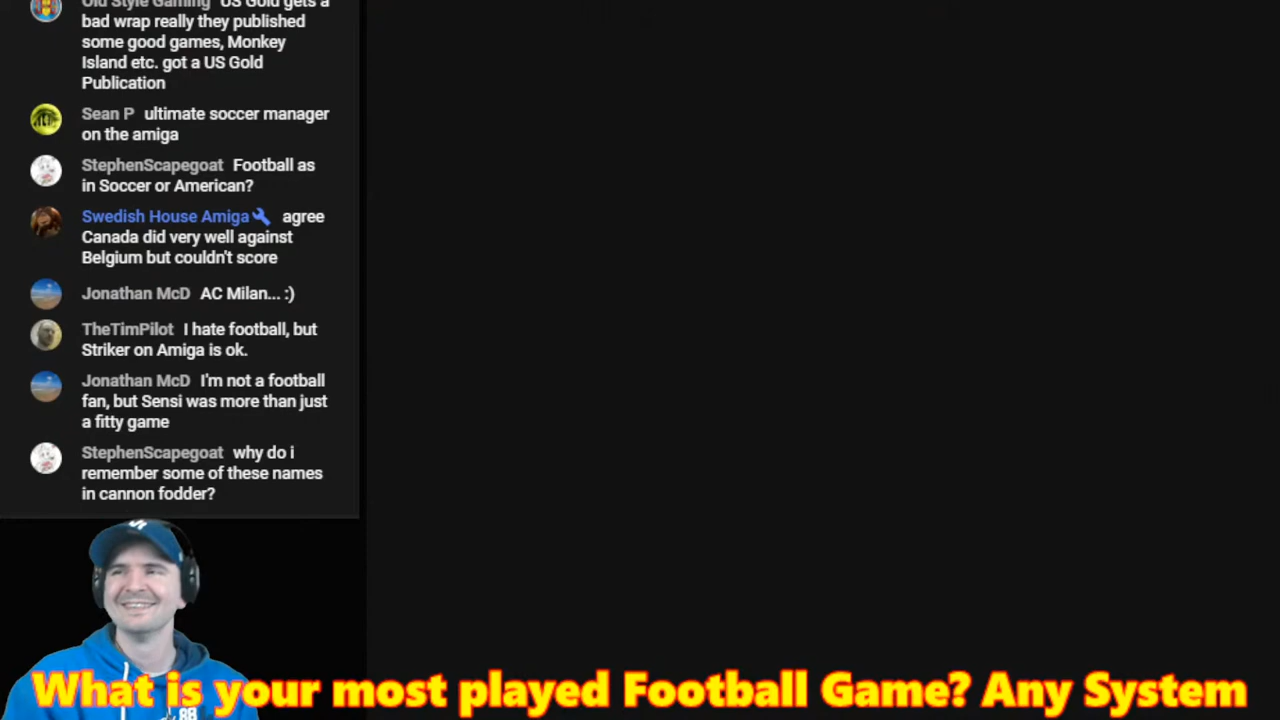 Old Style Gaming US Gold gets a
bad wrap really they published
some good games, Monkey
Island etc. got a US Gold
Publication
Sean P ultimate soccer manager
on the amiga
StephenScapegoat Football as
in Soccer or American?
Swedish House Amiga agree
Canada did very well against
Belgium but couldn't score
Jonathan McD AC Milan... :)
TheTimPilot I hate football, but
Striker on Amiga is ok.
Jonathan McD I'm not a football
fan, but Sensi was more than just
a fitty game
StephenScapegoat why do i
remember some of these names
in cannon fodder?
What is your most played Football Game? Any System
88